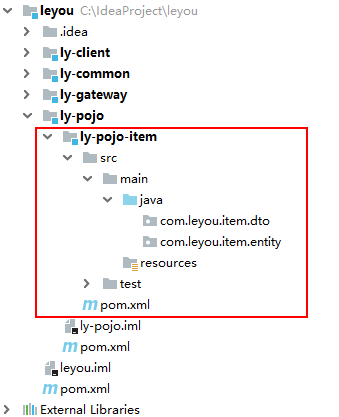 leyou C:\IdeaProject\leyou
.idea
ly-client
ly-common
ly-gateway
ly-pojo
ly-pojo-item
src
main
java
com.leyou.item.dto
com.leyou.item.entity
resources
test
pom.xml
ly-pojo.iml
pom.xml
leyou.iml
pom.xml
External Libraries